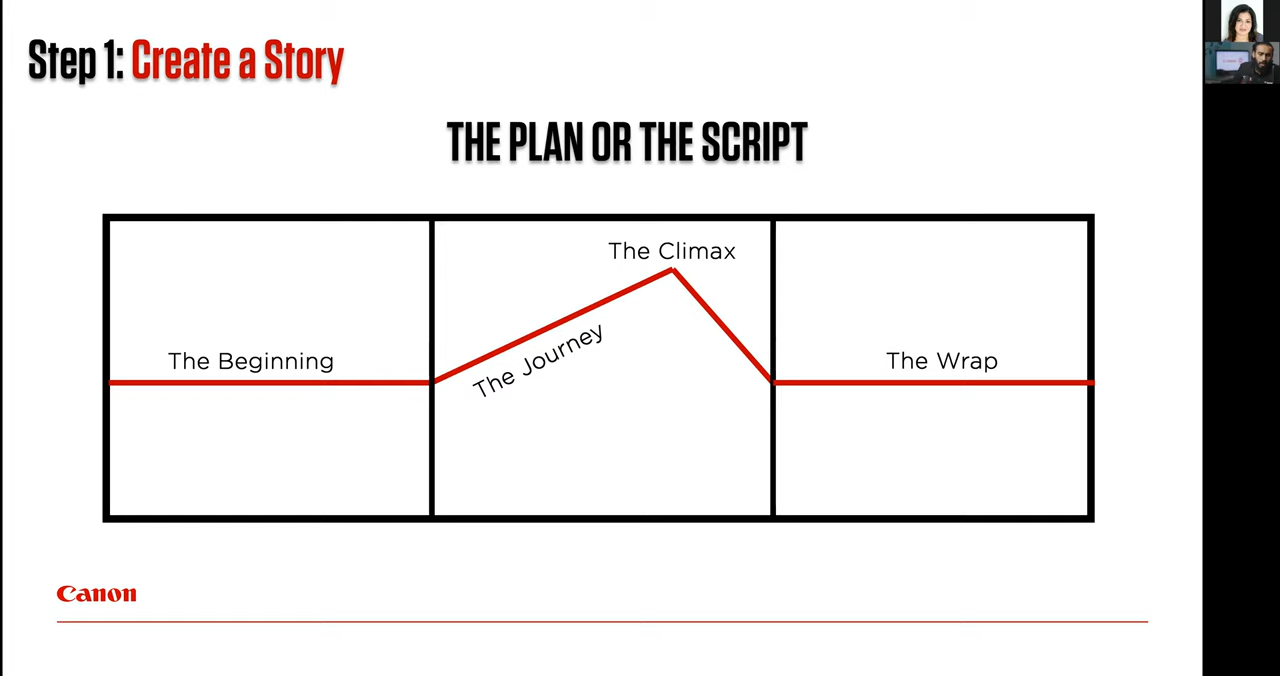 Step 1: Create a Story
THE PLAN OR THE SCRIPT
The Climax
The Beginning
The Journey
The Wrap
Canon